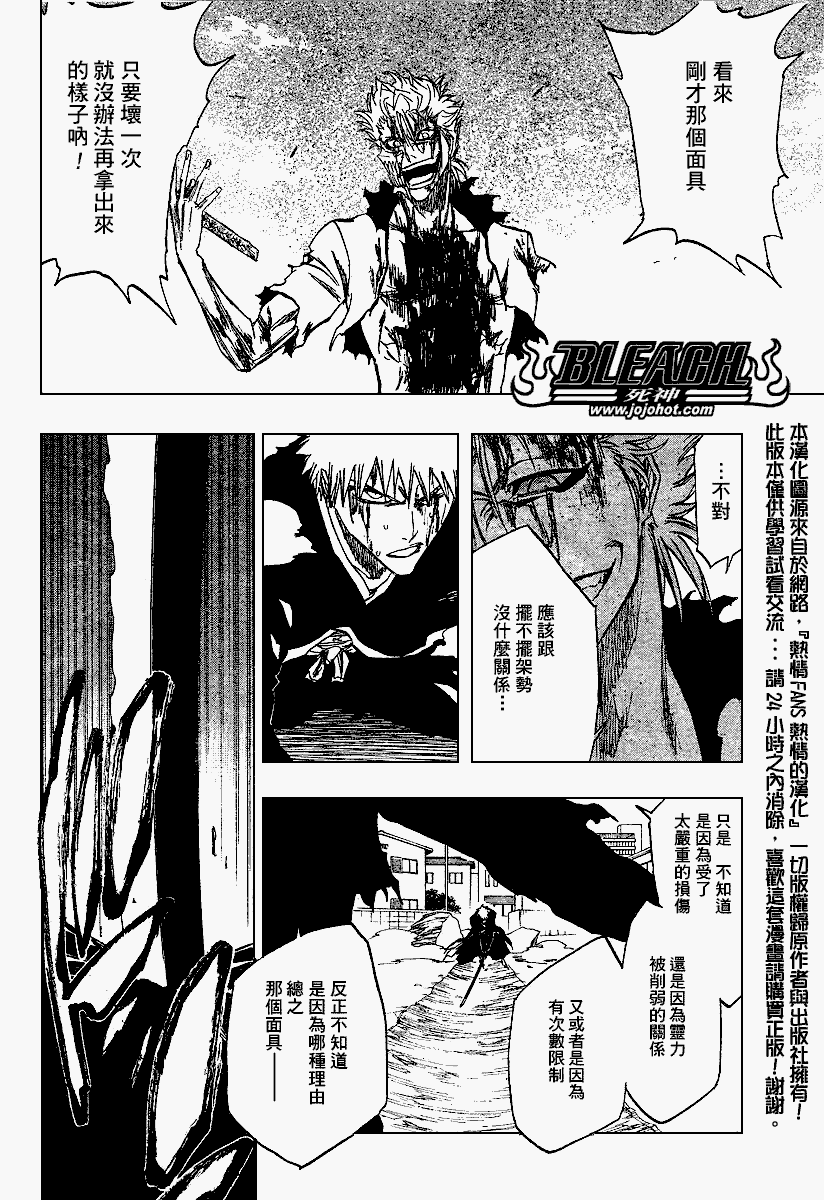 看來
剛才那個面具
只要壞一次
就沒辦法再拿出來
的樣子吶！
BLEACH
死神
www.jojohot.com
…不對
應該跟
擺不擺架勢
沒什麼關係…
只是 不知道
是因為受了
太嚴重的損傷
還是因為靈力
被削弱的關係
又或者是因為
有次數限制
反正不知道
是因為哪種理由
總之
那個面具——
本漢化圖源來自於網路，『熱情FANS熱情的漢化』一切版權歸原作者與出版社擁有！
此版本僅供學習試看交流… 請24小時之內消除，喜歡這套漫畫請購買正版！謝謝。